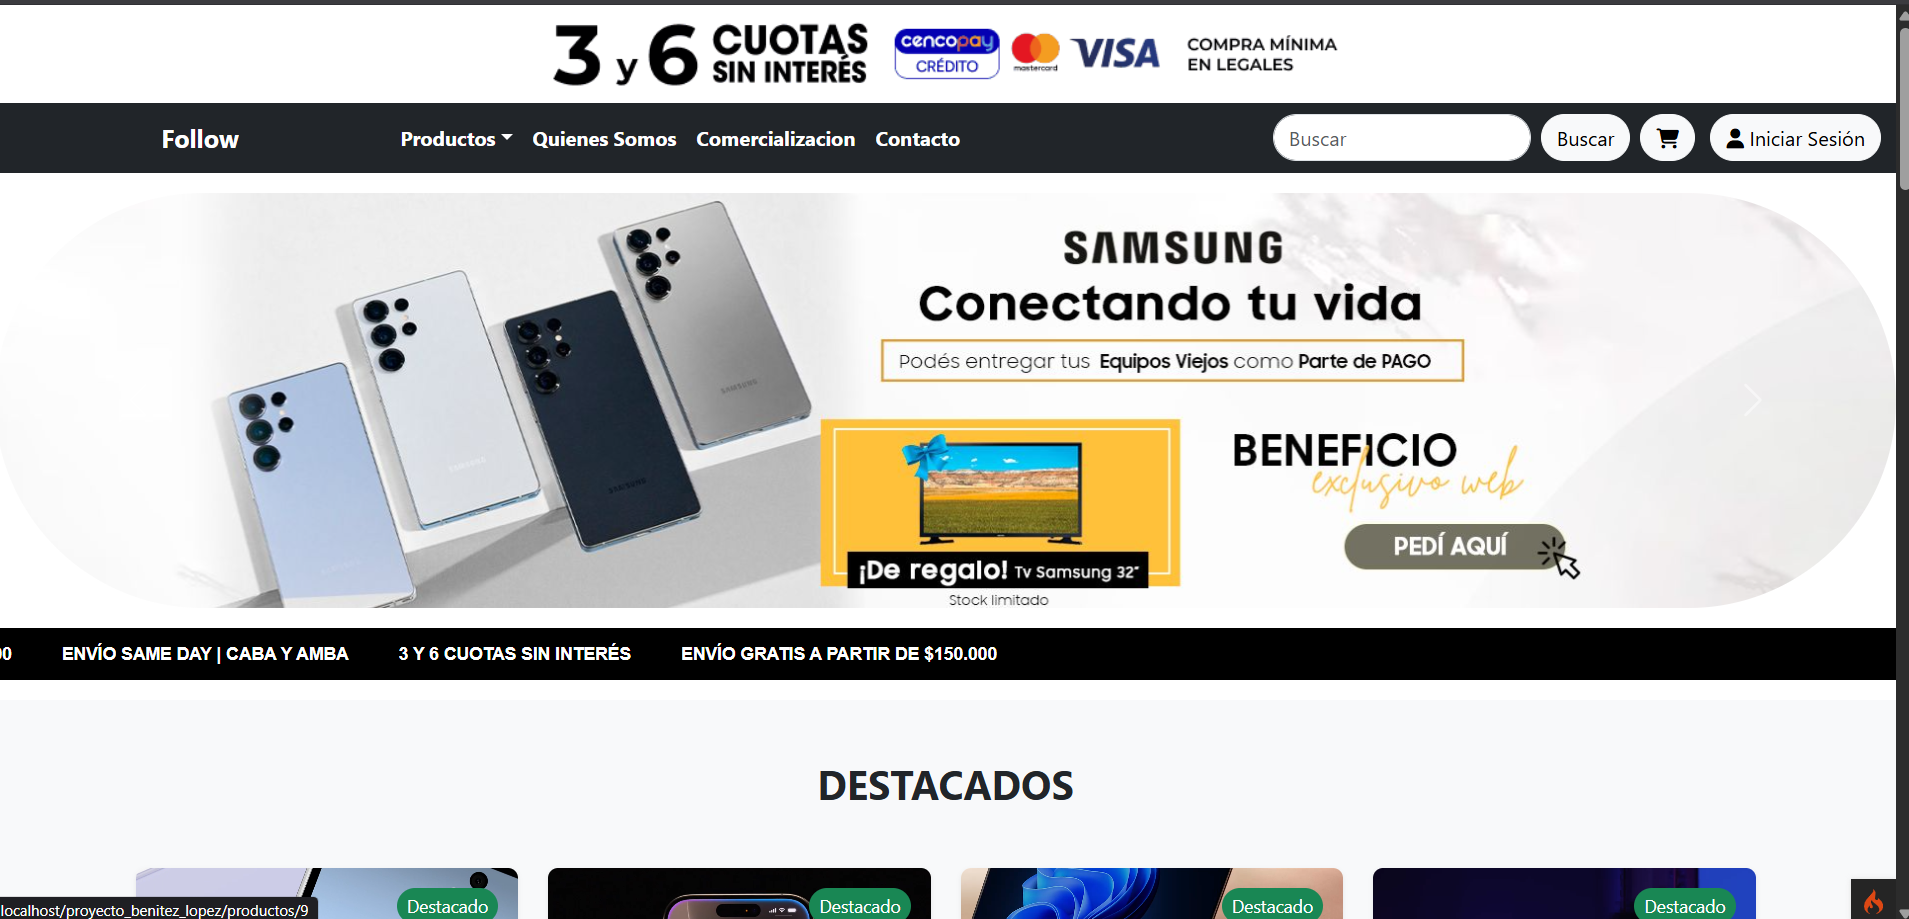 3 y 6 CUOTAS SIN INTERÉS
cencopay CRÉDITO
mastercard
VISA
COMPRA MÍNIMA
EN LEGALES
Follow
Productos
Quienes Somos
Comercializacion
Contacto
Buscar
Buscar
Iniciar Sesión
SAMSUNG
Conectando tu vida
Podés entregar tus Equipos Viejos como Parte de PAGO
SAMSUNG
SAMSUNG
SAMSUNG
BENEFICIO
exclusivo web
PEDÍ AQUÍ
¡De regalo! Tv Samsung 32"
Stock limitado
00
ENVÍO SAME DAY | CABA Y AMBA
3 Y 6 CUOTAS SIN INTERÉS
ENVÍO GRATIS A PARTIR DE $150.000
DESTACADOS
Destacado
Destacado
Destacado
Destacado
localhost/proyecto_benitez_lopez/productos/9